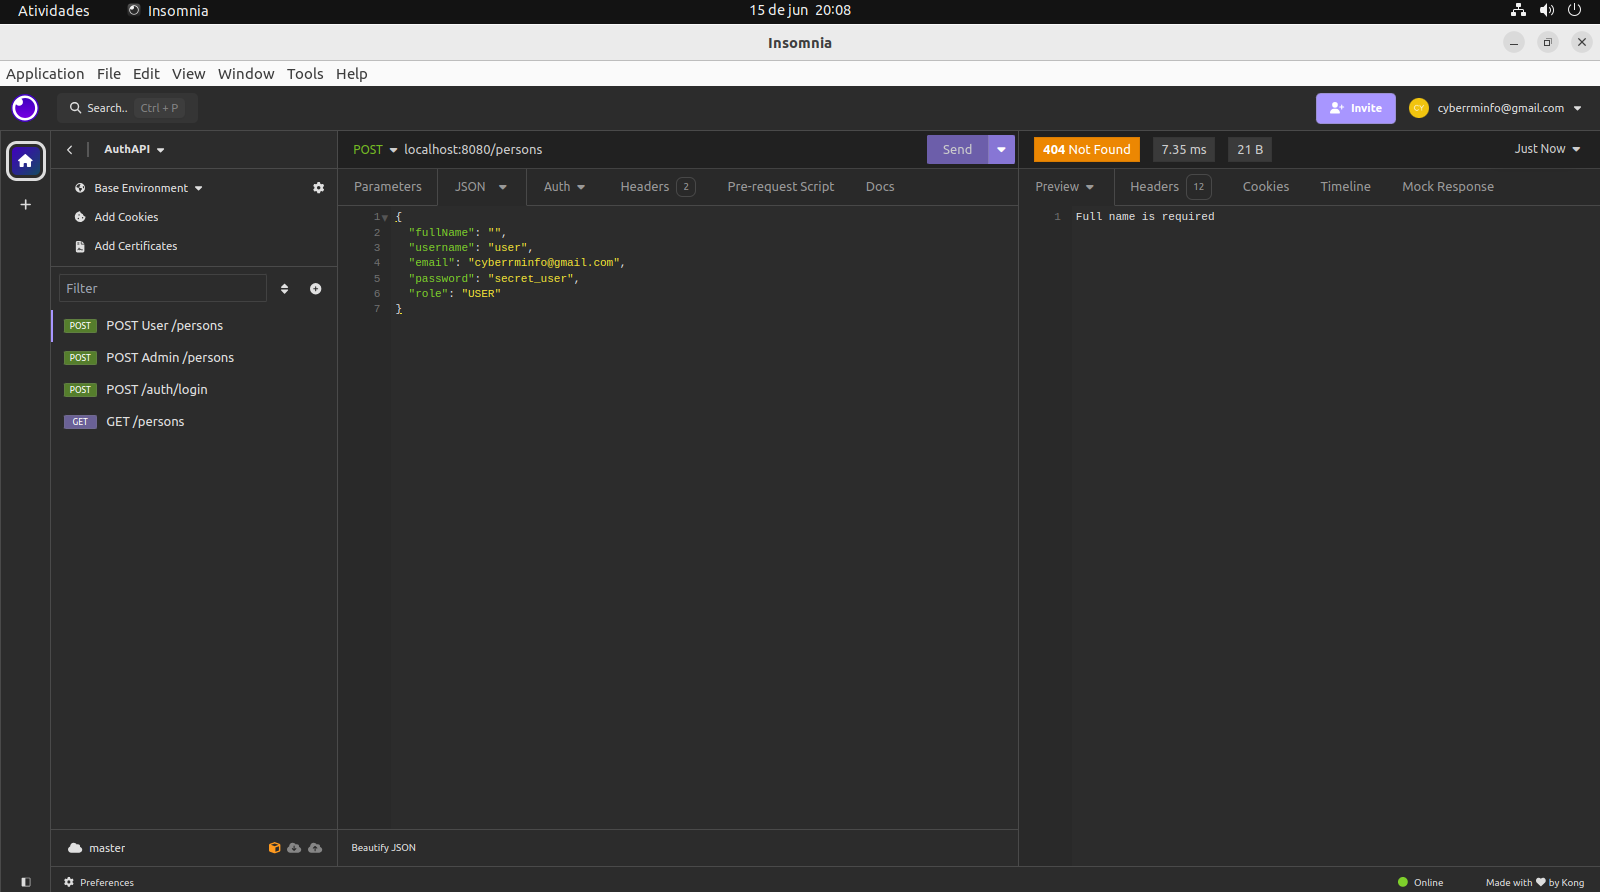 Atividades Insomnia 15 de jun 20:08
Insomnia
Application File Edit View Window Tools Help
Search.. Ctrl + P Invite CY cyberrminfo@gmail.com
AuthAPI
Base Environment
Add Cookies
Add Certificates
Filter
POST POST User /persons
POST POST Admin /persons
POST POST /auth/login
GET GET /persons
master
POST localhost:8080/persons Send
Parameters JSON Auth Headers 2 Pre-request Script Docs
1 {
2 "fullName": "",
3 "username": "user",
4 "email": "cyberrminfo@gmail.com",
5 "password": "secret_user",
6 "role": "USER"
7 }
Beautify JSON
404 Not Found 7.35 ms 21 B Just Now
Preview Headers 12 Cookies Timeline Mock Response
1 Full name is required
Preferences Online Made with by Kong